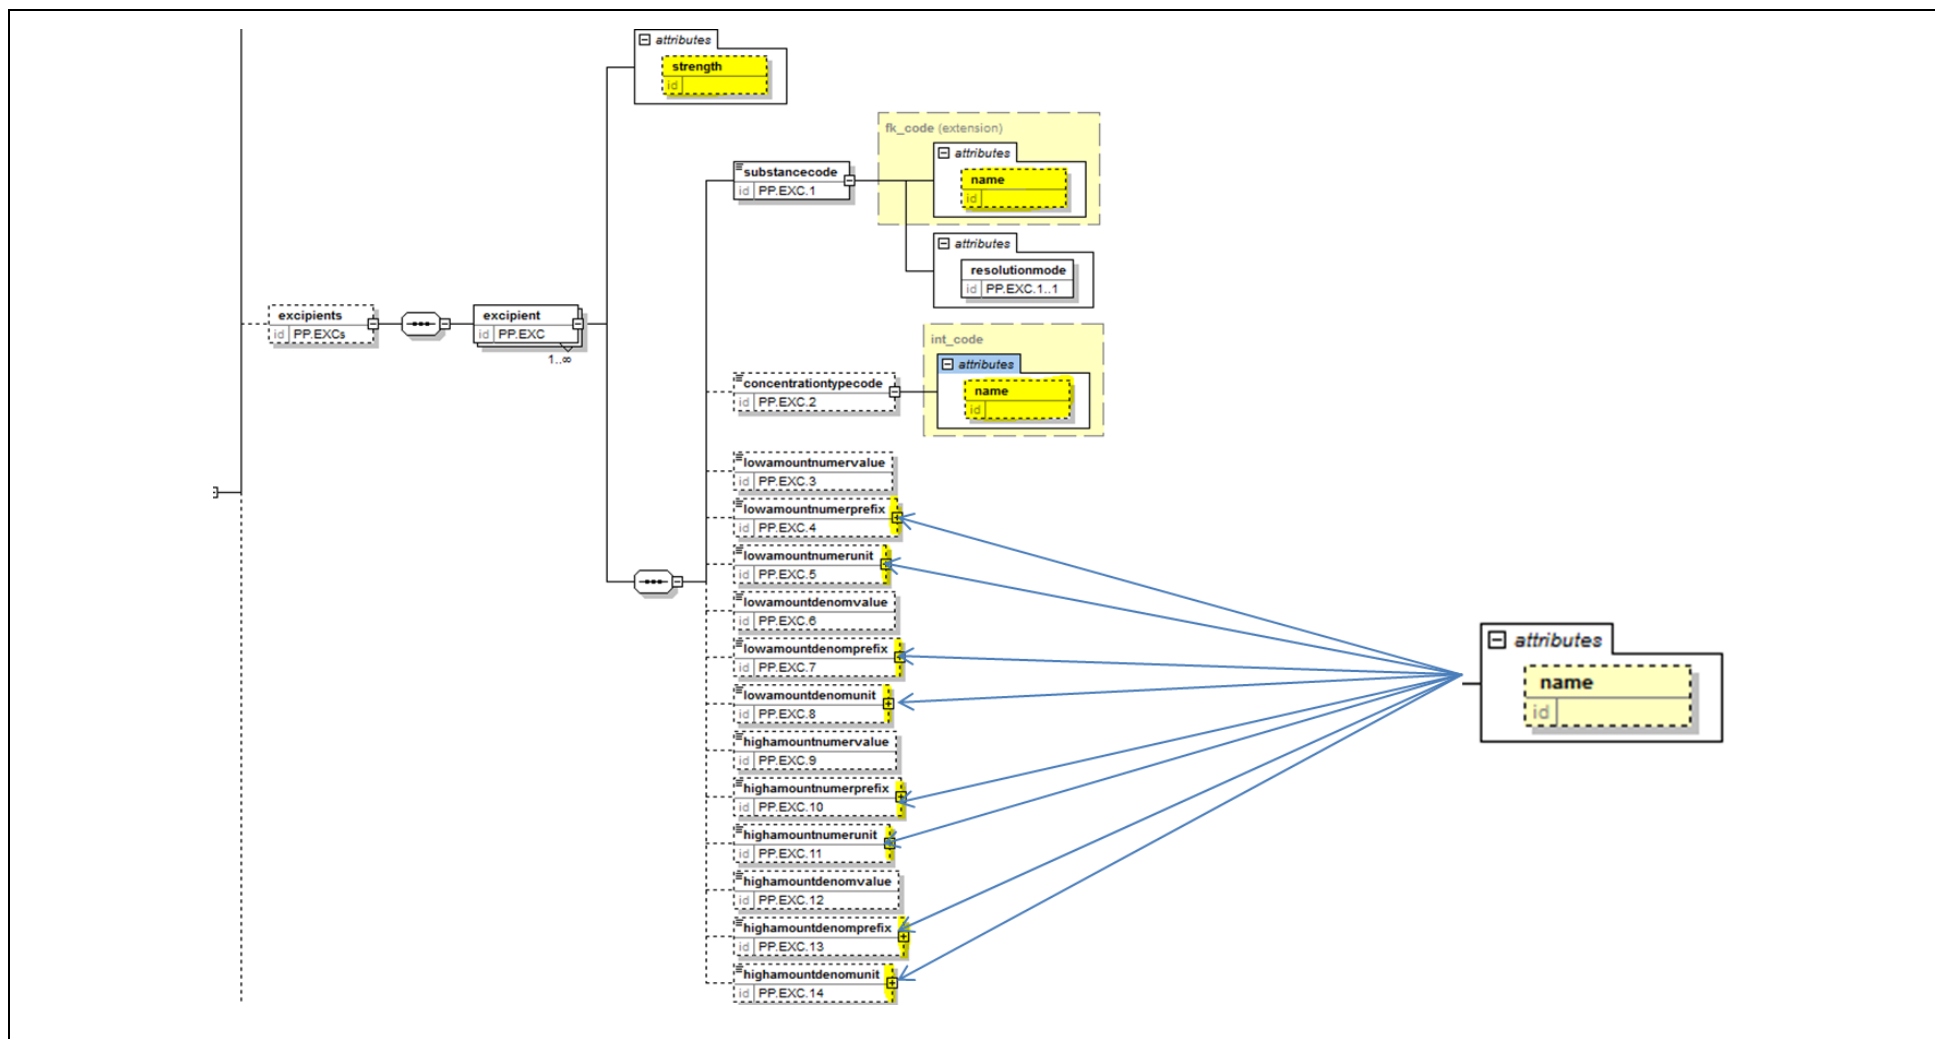 attributes
strength
id
fk_code (extension)
attributes
name
id
substancecode
id PP.EXC.1
attributes
resolutionmode
id PP.EXC.1..1
excipients
id PP.EXCs
excipient
id PP.EXC
1..∞
int_code
attributes
name
id
concentrationtypecode
id PP.EXC.2
lowamountnumervalue
id PP.EXC.3
lowamountnumerprefix
id PP.EXC.4
lowamountnumerunit
id PP.EXC.5
lowamountdenomvalue
id PP.EXC.6
lowamountdenomprefix
id PP.EXC.7
lowamountdenomunit
id PP.EXC.8
highamountnumervalue
id PP.EXC.9
highamountnumerprefix
id PP.EXC.10
highamountnumerunit
id PP.EXC.11
highamountdenomvalue
id PP.EXC.12
highamountdenomprefix
id PP.EXC.13
highamountdenomunit
id PP.EXC.14
attributes
name
id